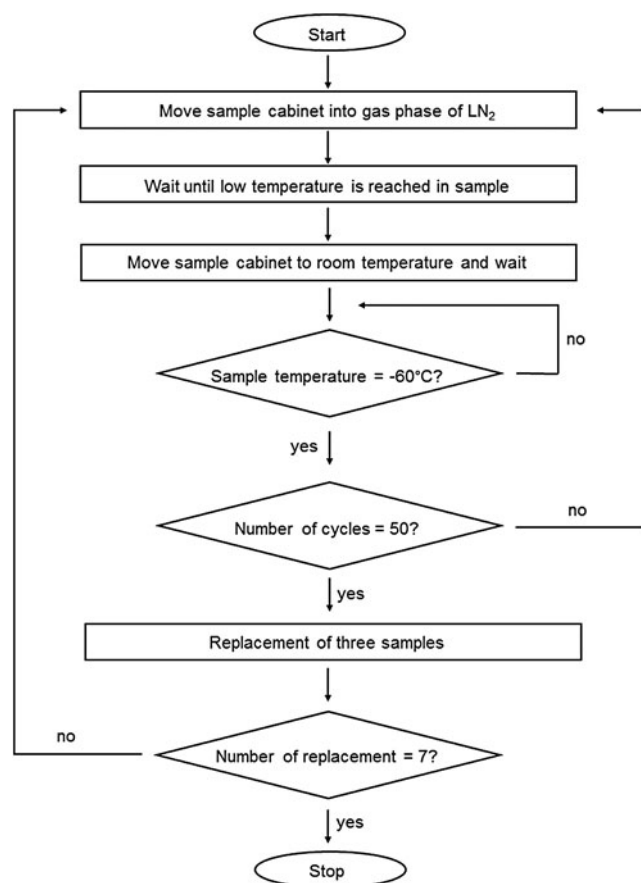 Start
Move sample cabinet into gas phase of LN₂
Wait until low temperature is reached in sample
Move sample cabinet to room temperature and wait
no
Sample temperature = -60°C?
yes
Number of cycles = 50?
no
yes
Replacement of three samples
no
Number of replacement = 7?
yes
Stop